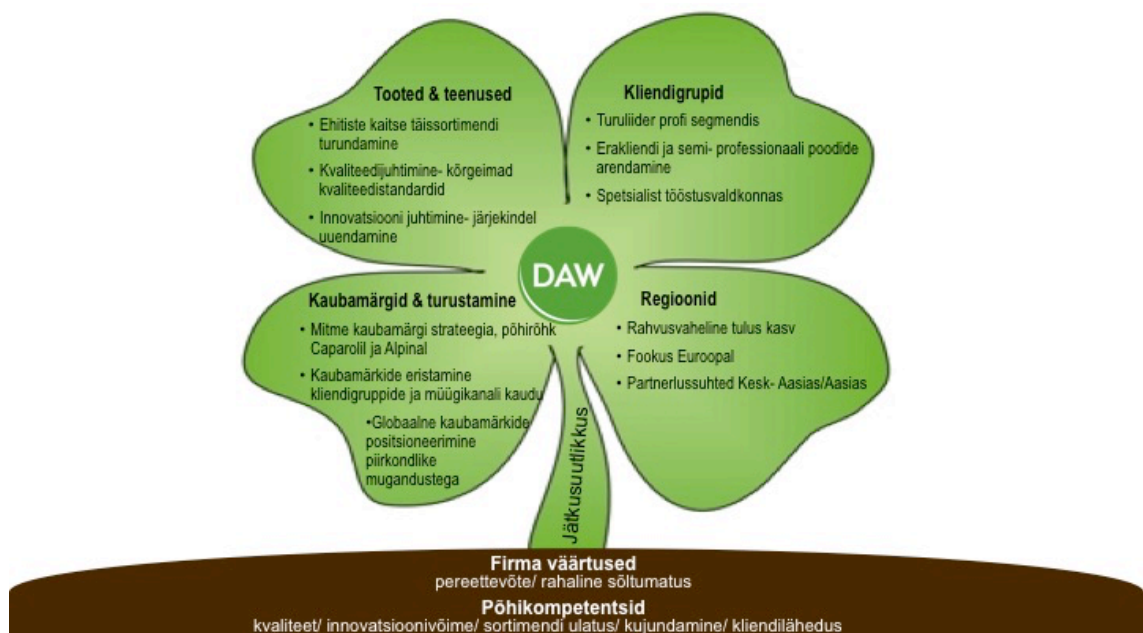 Tooted & teenused
• Ehitiste kaitse täissortimendi
turundamine
• Kvaliteedijuhtimine- kõrgeimad
kvaliteedistandardid
• Innovatsiooni juhtimine- järjekindel
uuendamine
Kliendigrupid
• Turuliider profi segmendis
• Erakliendi ja semi- professionaali poodide
arendamine
• Spetsialist tööstusvaldkonnas
DAW
Kaubamärgid & turustamine
• Mitme kaubamärgi strateegia, põhirõhk
Caparolil ja Alpinal
• Kaubamärkide eristamine
kliendigruppide ja müügikanali kaudu
•Globaalne kaubamärkide
positsioneerimine
piirkondlike
mugandustega
Regioonid
• Rahvusvaheline tulus kasv
• Fookus Euroopal
• Partnerlussuhted Kesk- Aasias/Aasias
Jätkusuutlikkus
Firma väärtused
pereettevõte/ rahaline sõltumatus
Põhikompetentsid
kvaliteet/ innovatsioonivõime/ sortimendi ulatus/ kujundamine/ kliendilähedus